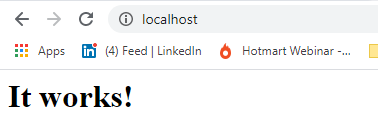 localhost
Apps (4) Feed | LinkedIn Hotmart Webinar -...
It works!